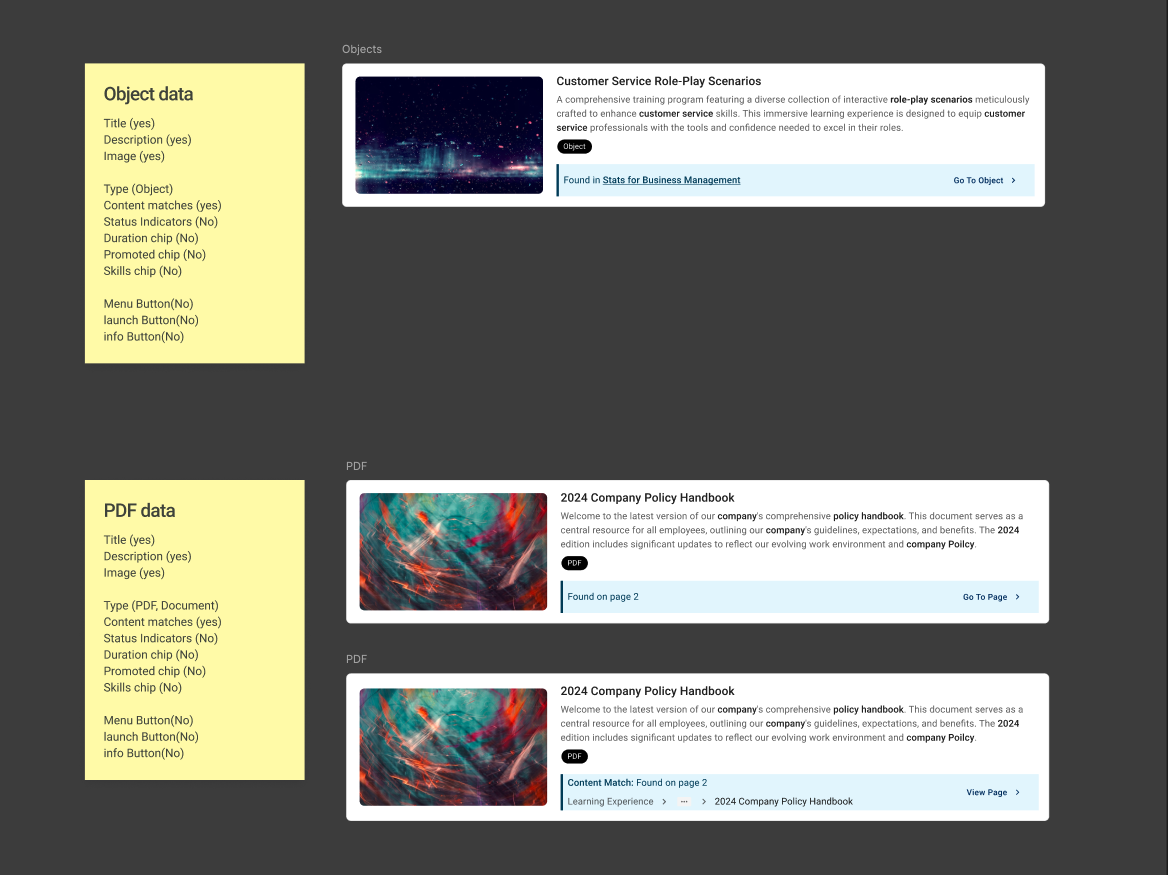 Objects
Object data
Title (yes)
Description (yes)
Image (yes)
Type (Object)
Content matches (yes)
Status Indicators (No)
Duration chip (No)
Promoted chip (No)
Skills chip (No)
Menu Button(No)
launch Button(No)
info Button(No)
Customer Service Role-Play Scenarios
A comprehensive training program featuring a diverse collection of interactive role-play scenarios meticulously
crafted to enhance customer service skills. This immersive learning experience is designed to equip customer
service professionals with the tools and confidence needed to excel in their roles.
Object
Found in Stats for Business Management
Go To Object
PDF data
Title (yes)
Description (yes)
Image (yes)
Type (PDF, Document)
Content matches (yes)
Status Indicators (No)
Duration chip (No)
Promoted chip (No)
Skills chip (No)
Menu Button(No)
launch Button(No)
info Button(No)
PDF
2024 Company Policy Handbook
Welcome to the latest version of our company's comprehensive policy handbook. This document serves as a
central resource for all employees, outlining our company's guidelines, expectations, and benefits. The 2024
edition includes significant updates to reflect our evolving work environment and company Poilcy.
PDF
Found on page 2
Go To Page
PDF
2024 Company Policy Handbook
Welcome to the latest version of our company's comprehensive policy handbook. This document serves as a
central resource for all employees, outlining our company's guidelines, expectations, and benefits. The 2024
edition includes significant updates to reflect our evolving work environment and company Poilcy.
PDF
Content Match: Found on page 2
Learning Experience > ... > 2024 Company Policy Handbook
View Page